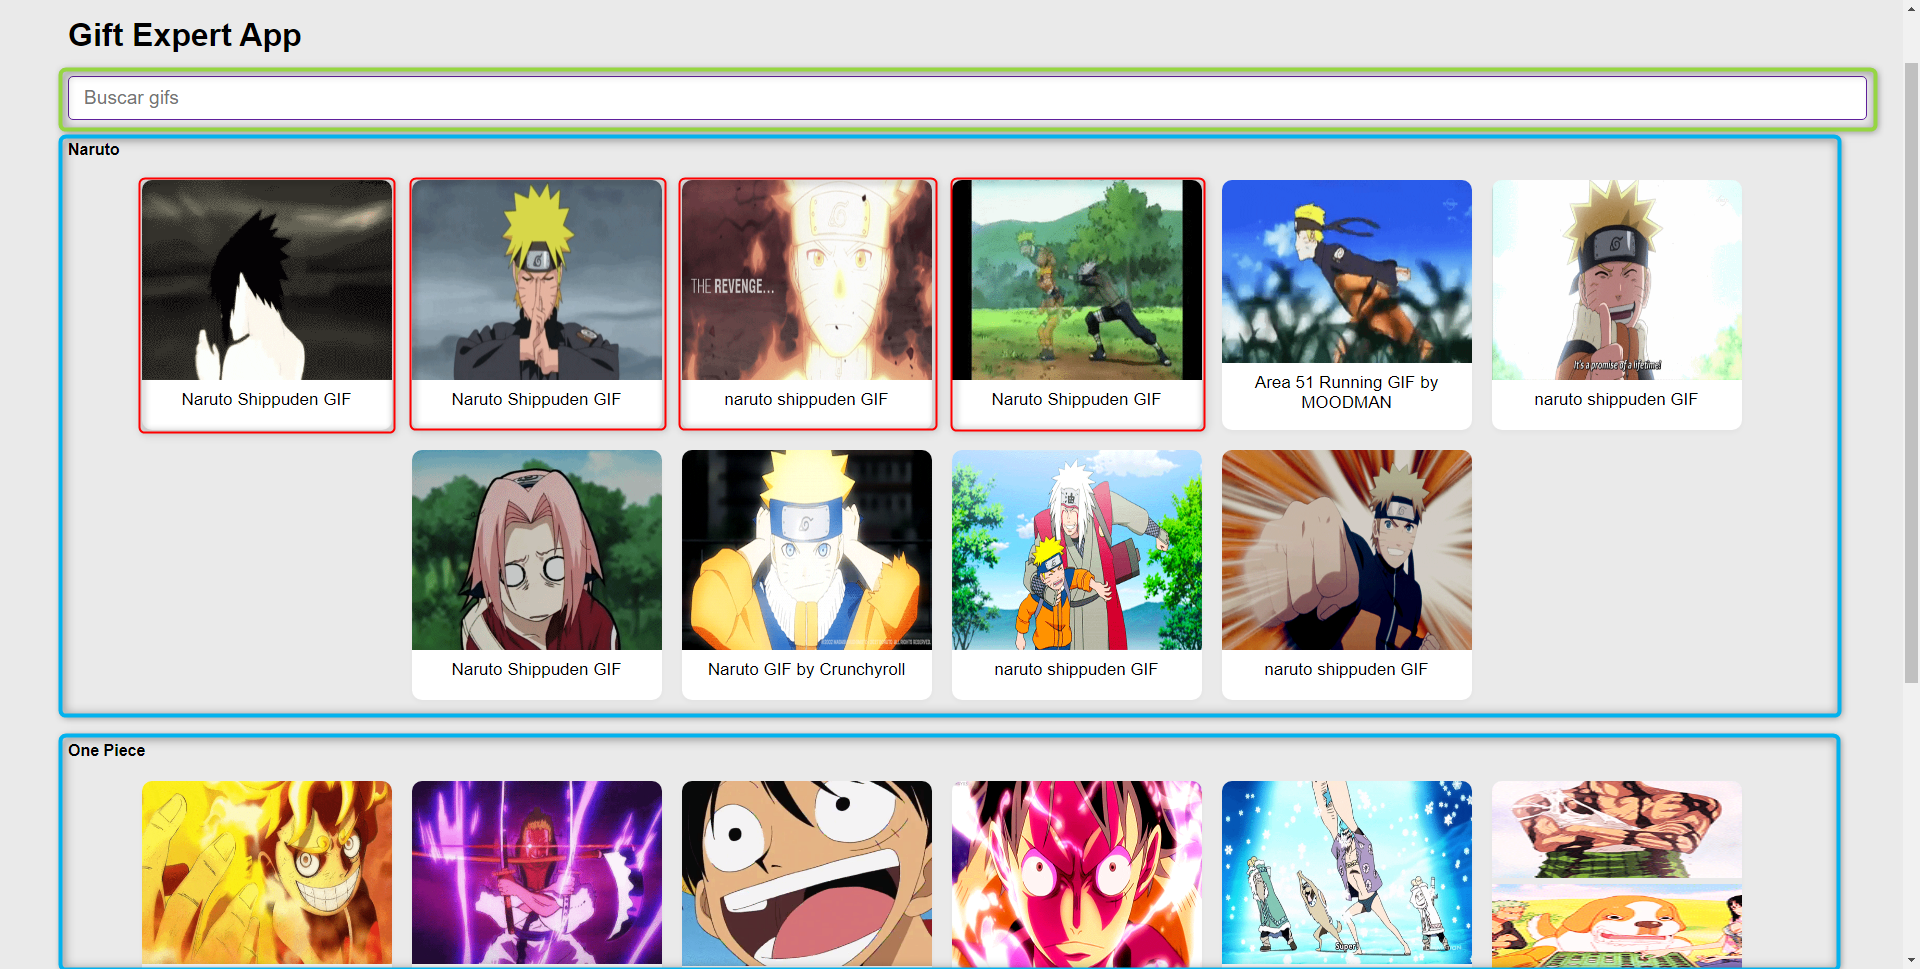 Gift Expert App
Buscar gifs
Naruto
THE REVENGE...
It's a promise of a lifetime!
Naruto Shippuden GIF
Naruto Shippuden GIF
naruto shippuden GIF
Naruto Shippuden GIF
Area 51 Running GIF by
MOODMAN
naruto shippuden GIF
油
Naruto Shippuden GIF
Naruto GIF by Crunchyroll
naruto shippuden GIF
naruto shippuden GIF
One Piece
Super!